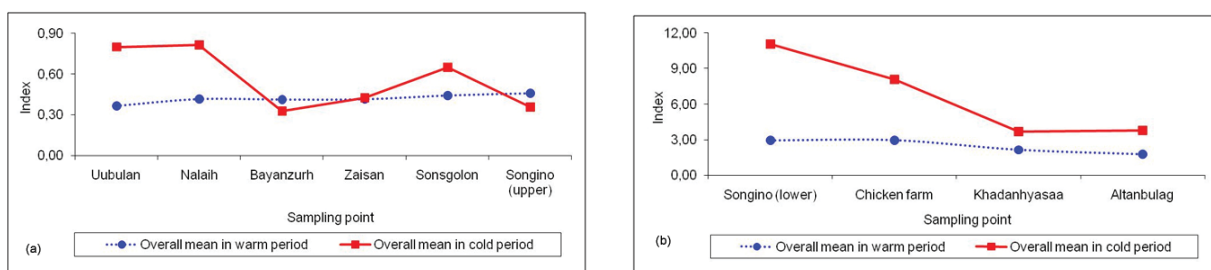 0,90
0,60
0,30
0,00
Index
Uubulan Nalaih Bayanzurh Zaisan Sonsgolon Songino
(upper)
Sampling point
(a)
Overall mean in warm period Overall mean in cold period
12,00
9,00
6,00
3,00
0,00
Index
Songino (lower) Chicken farm Khadanhyasaa Altanbulag
Sampling point
(b)
Overall mean in warm period Overall mean in cold period